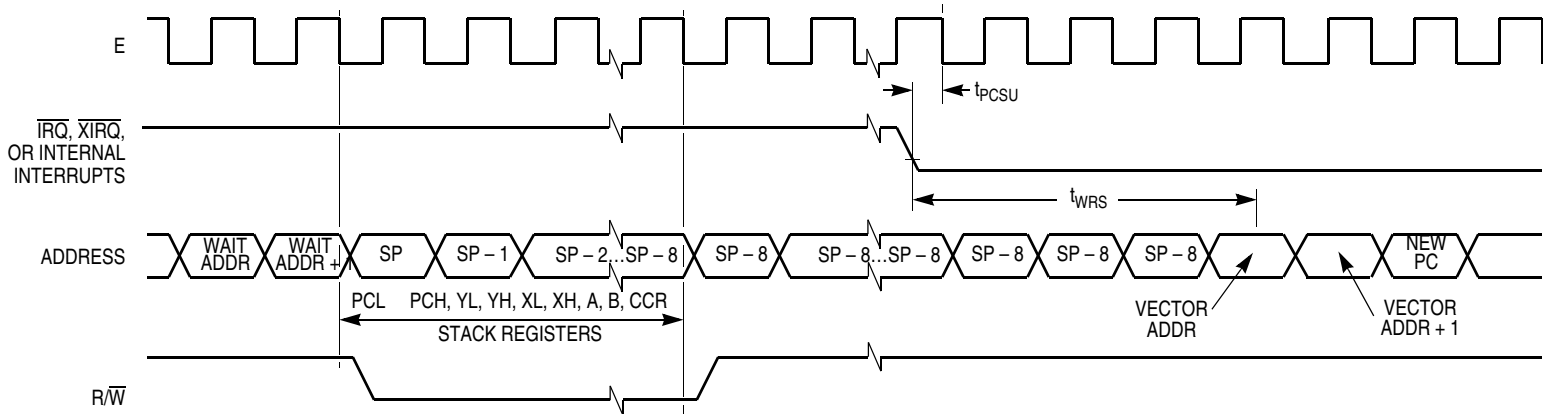 E
tPCSU
IRQ, XIRQ,
OR INTERNAL
INTERRUPTS
tWRS
ADDRESS
WAIT
ADDR
WAIT
ADDR + 1
SP
SP – 1
SP – 2...SP – 8
SP – 8
SP – 8...SP – 8
SP – 8
SP – 8
SP – 8
NEW
PC
PCL PCH, YL, YH, XL, XH, A, B, CCR
STACK REGISTERS
VECTOR
ADDR
VECTOR
ADDR + 1
R/W